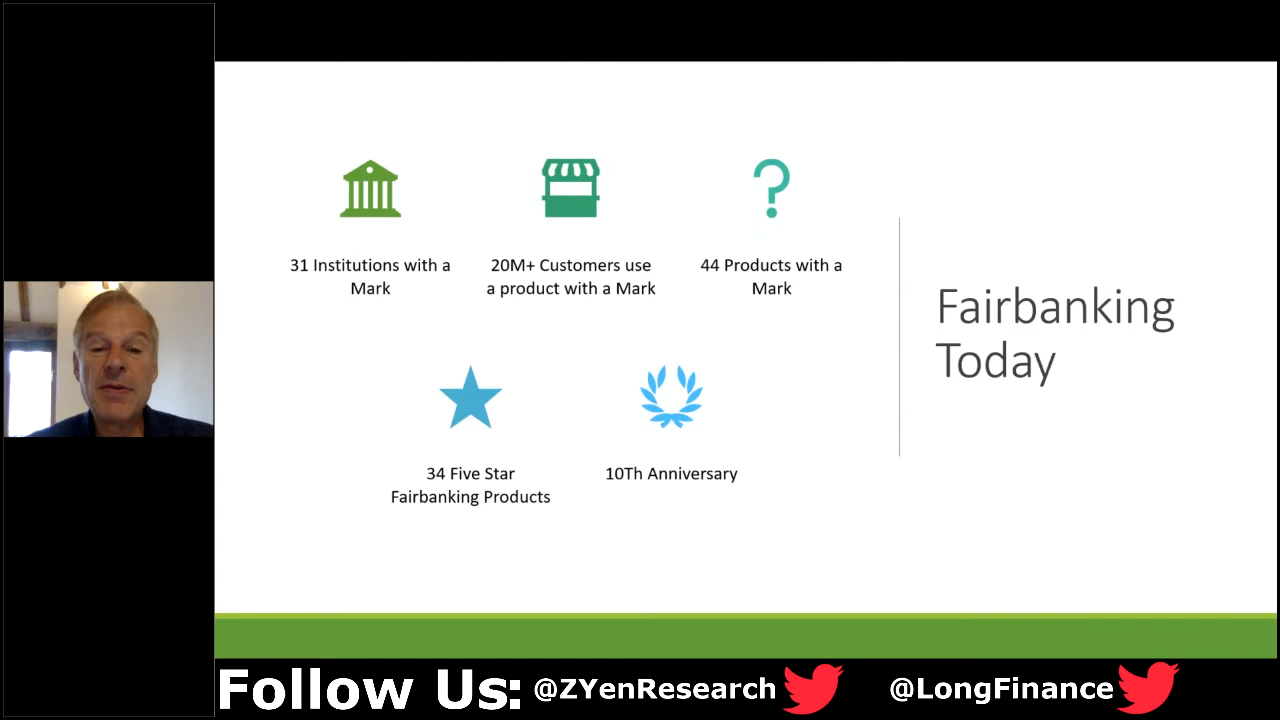 31 Institutions with a
Mark
20M+ Customers use
a product with a Mark
44 Products with a
Mark
34 Five Star
Fairbanking Products
10Th Anniversary
Fairbanking
Today
Follow Us: @ZYenResearch @LongFinance